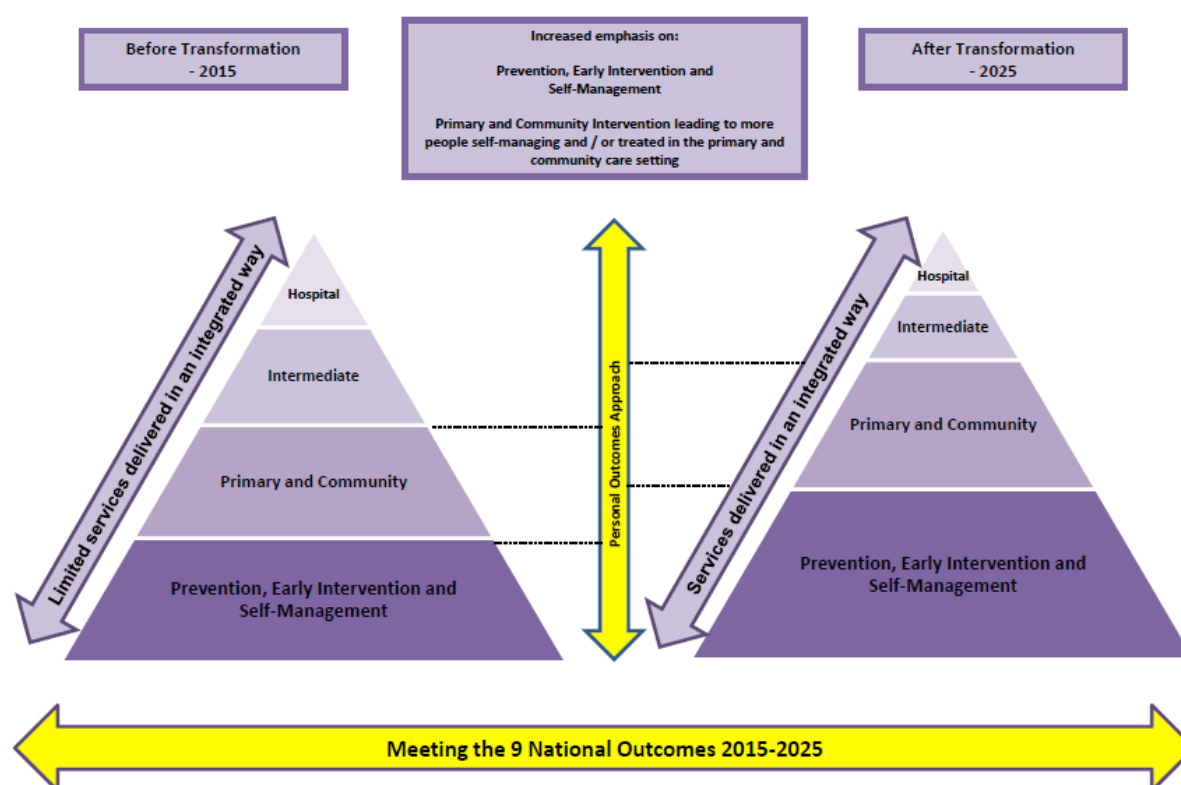 Before Transformation
- 2015
Increased emphasis on:
Prevention, Early Intervention and
Self-Management
Primary and Community Intervention leading to more
people self-managing and / or treated in the primary and
community care setting
After Transformation
- 2025
Limited services delivered in an integrated way
Hospital
Intermediate
Primary and Community
Prevention, Early Intervention and
Self-Management
Personal Outcomes Approach
Services delivered in an integrated way
Hospital
Intermediate
Primary and Community
Prevention, Early Intervention and
Self-Management
Meeting the 9 National Outcomes 2015-2025